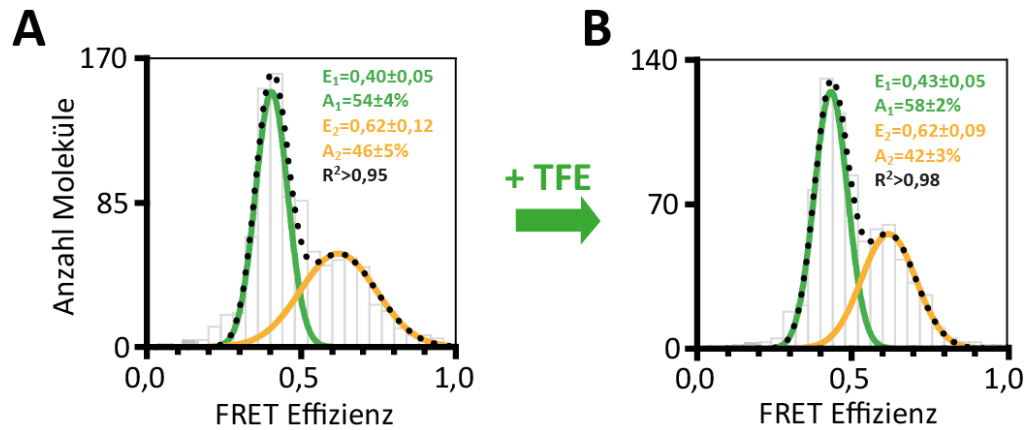 A
170
85
0
Anzahl Moleküle
E₁=0,40±0,05
A₁=54±4%
E₂=0,62±0,12
A₂=46±5%
R²>0,95
0,0
0,5
1,0
FRET Effizienz
+ TFE
B
140
70
0
E₁=0,43±0,05
A₁=58±2%
E₂=0,62±0,09
A₂=42±3%
R²>0,98
0,0
0,5
1,0
FRET Effizienz